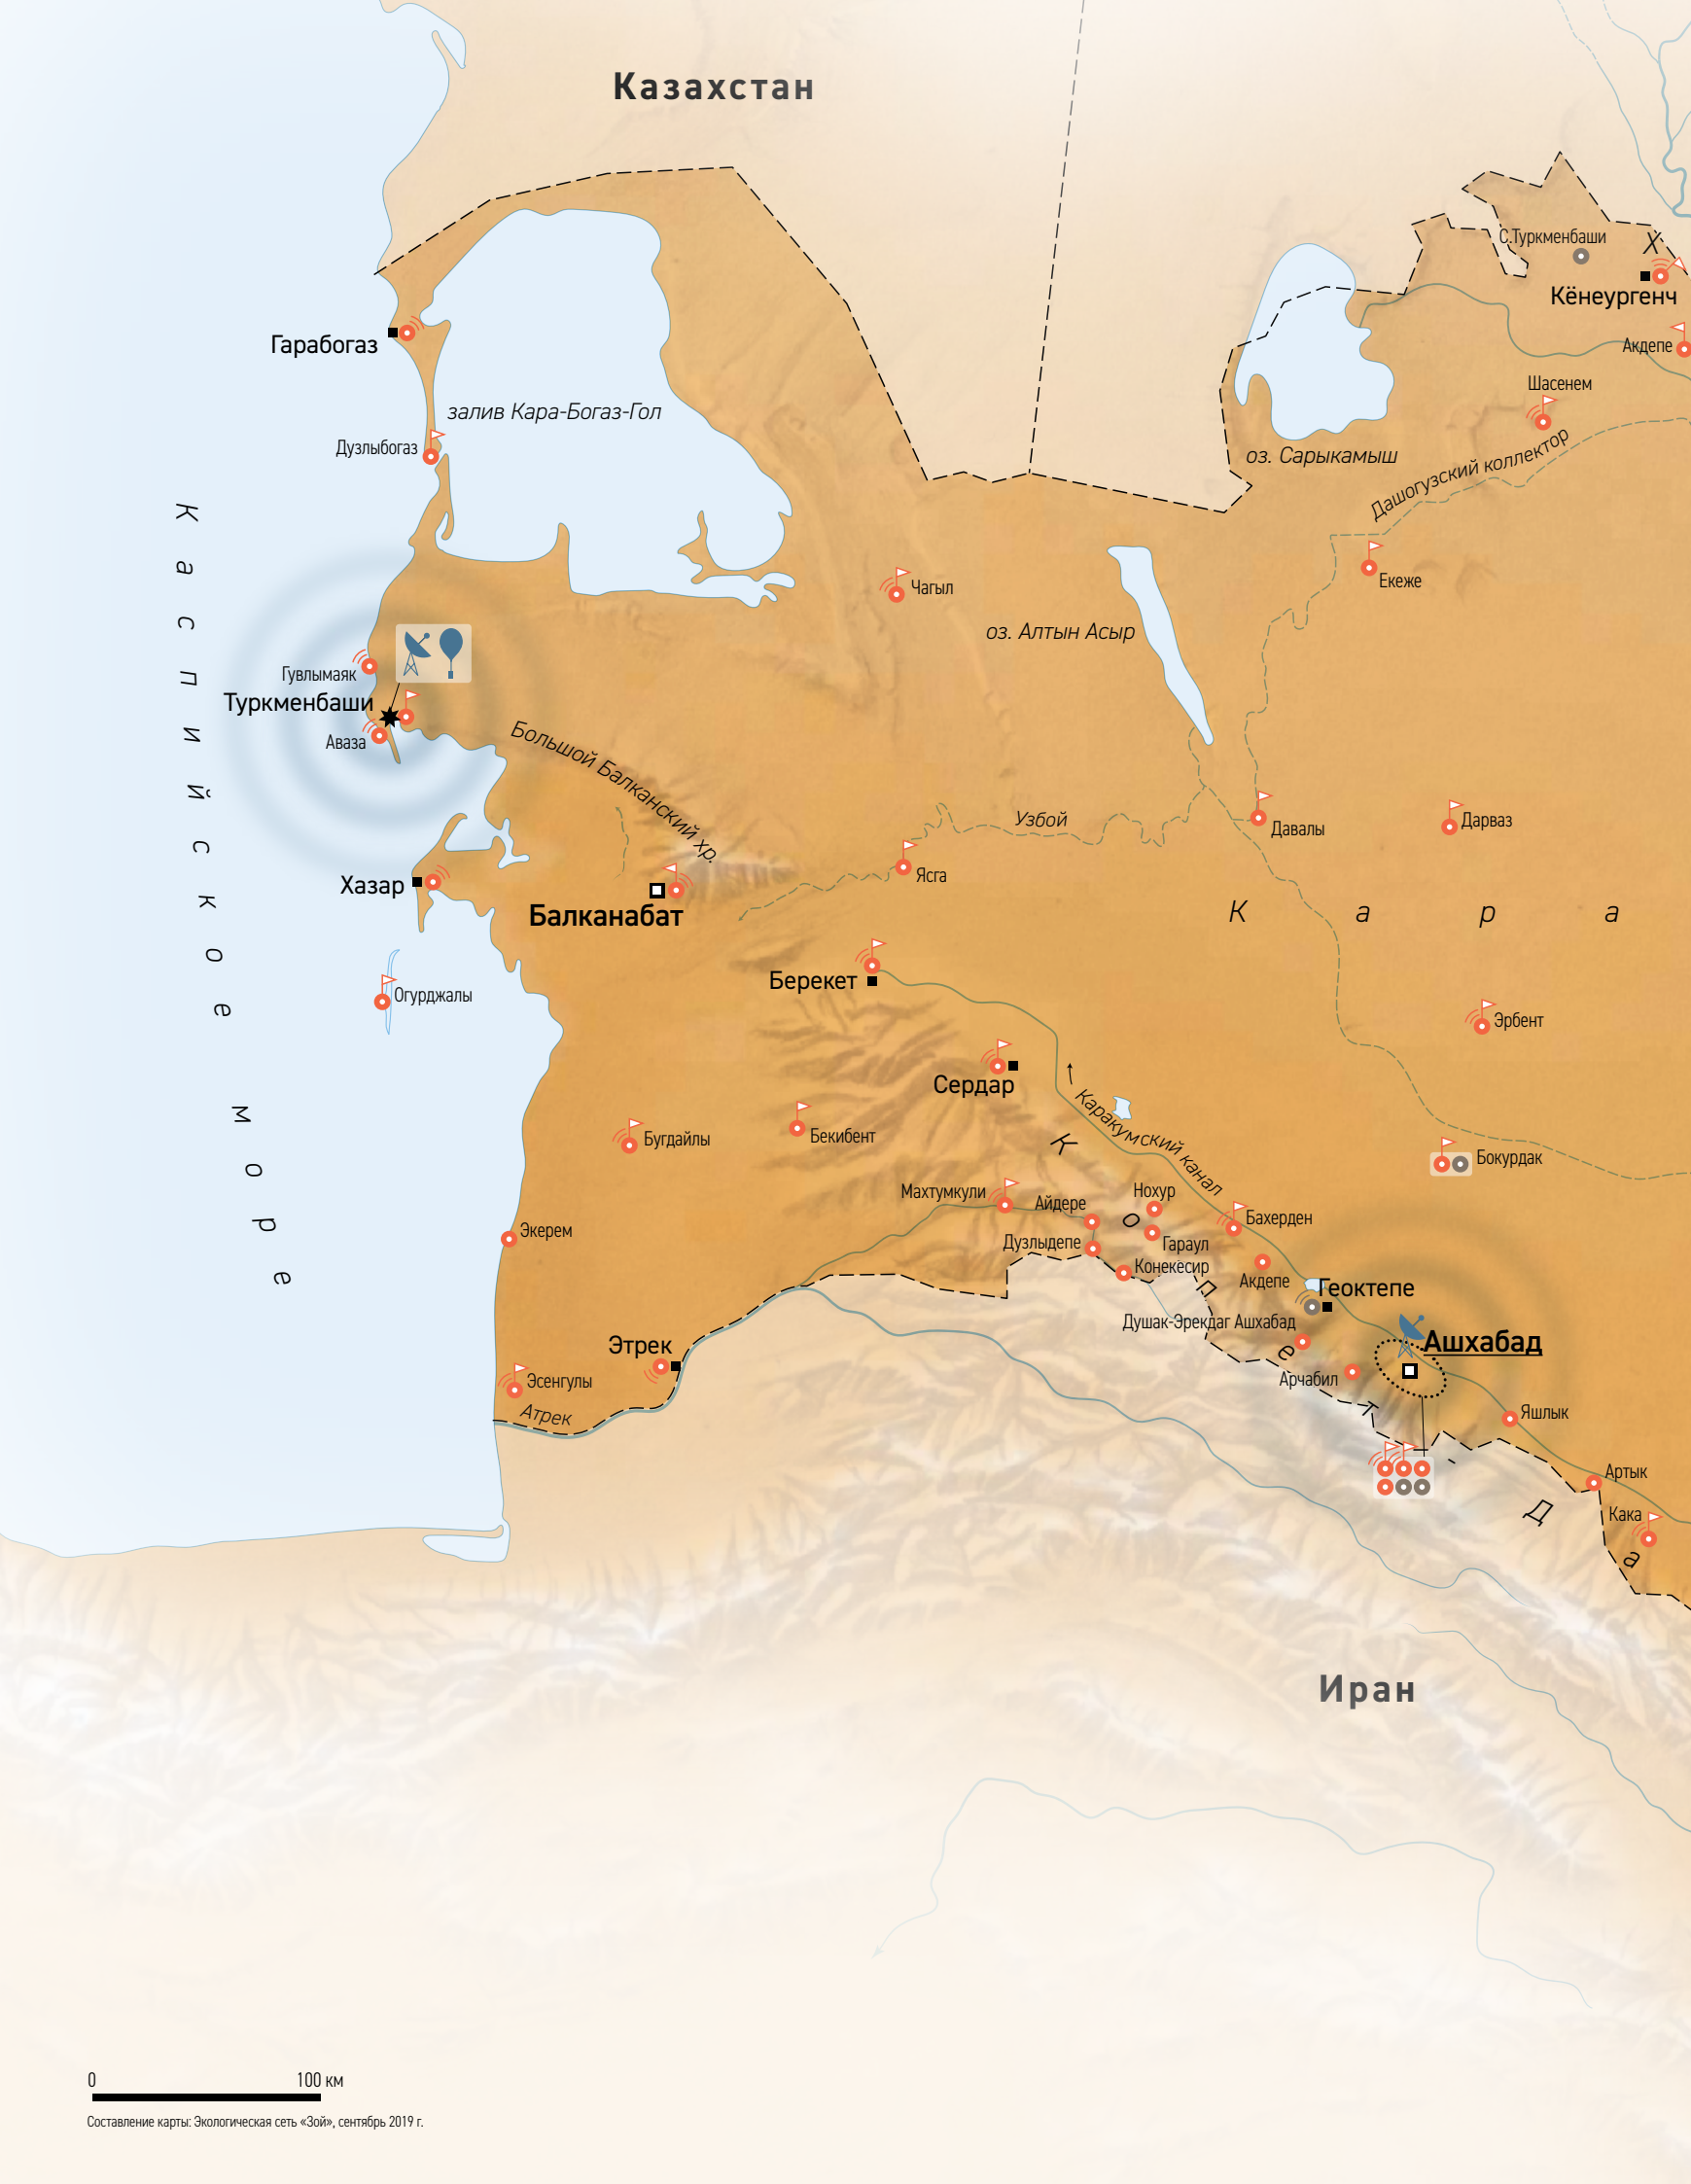 Казахстан
С.Туркменбаши
Х
Кёнеургенч
Гарабогаз
Акдепе
Шасенем
залив Кара-Богаз-Гол
Дузлыбогаз
оз. Сарыкамыш
Дашогузский коллектор
Каспийское море
Екеже
Чагыл
оз. Алтын Асыр
Гувлымаяк
Туркменбаши
Аваза
Большой Балканский хр.
Узбой
Давалы
Дарваз
Ясга
Хазар
Балканабат
Кара
Берекет
Огурджалы
Эрбент
Сердар
Каракумский канал
Бугдайлы
Бекибент
Бокурдак
Махтумкули
Айдере
Нохур
Бахерден
Экерем
Дузлыдепе
Гараул
Конекесир
Акдепе
Геоктепе
Копетдаг
Душак-Эрекдаг Ашхабад
Ашхабад
Этрек
Арчабил
Эсенгулы
Атрек
Яшлык
Артык
Кака
Иран
0 100 км
Составление карты: Экологическая сеть «Зой», сентябрь 2019 г.